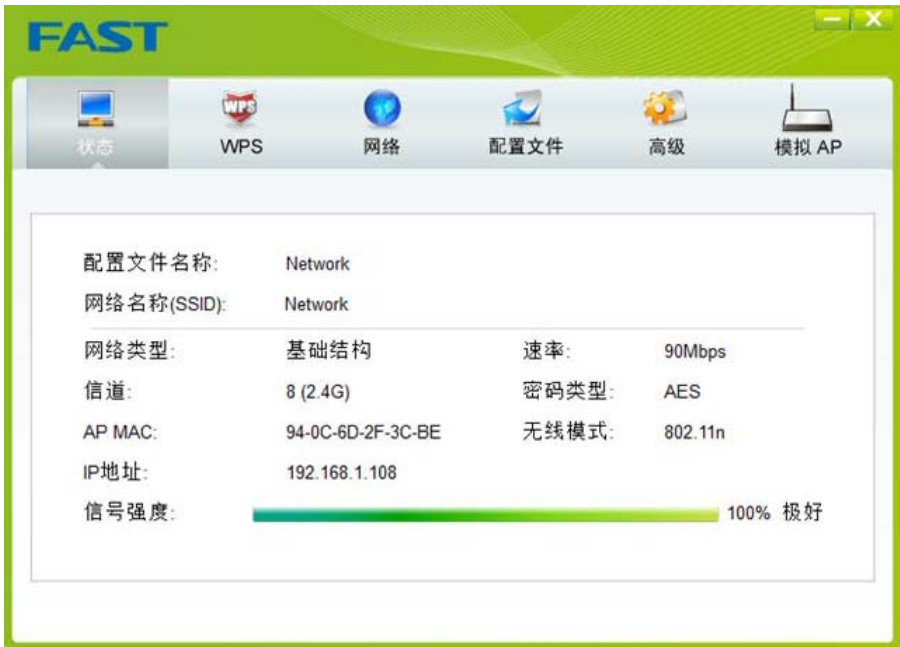 FAST
状态 WPS 网络 配置文件 高级 模拟 AP
配置文件名称: Network
网络名称(SSID): Network
网络类型: 基础结构 速率: 90Mbps
信道: 8 (2.4G) 密码类型: AES
AP MAC: 94-0C-6D-2F-3C-BE 无线模式: 802.11n
IP地址: 192.168.1.108
信号强度: 100% 极好